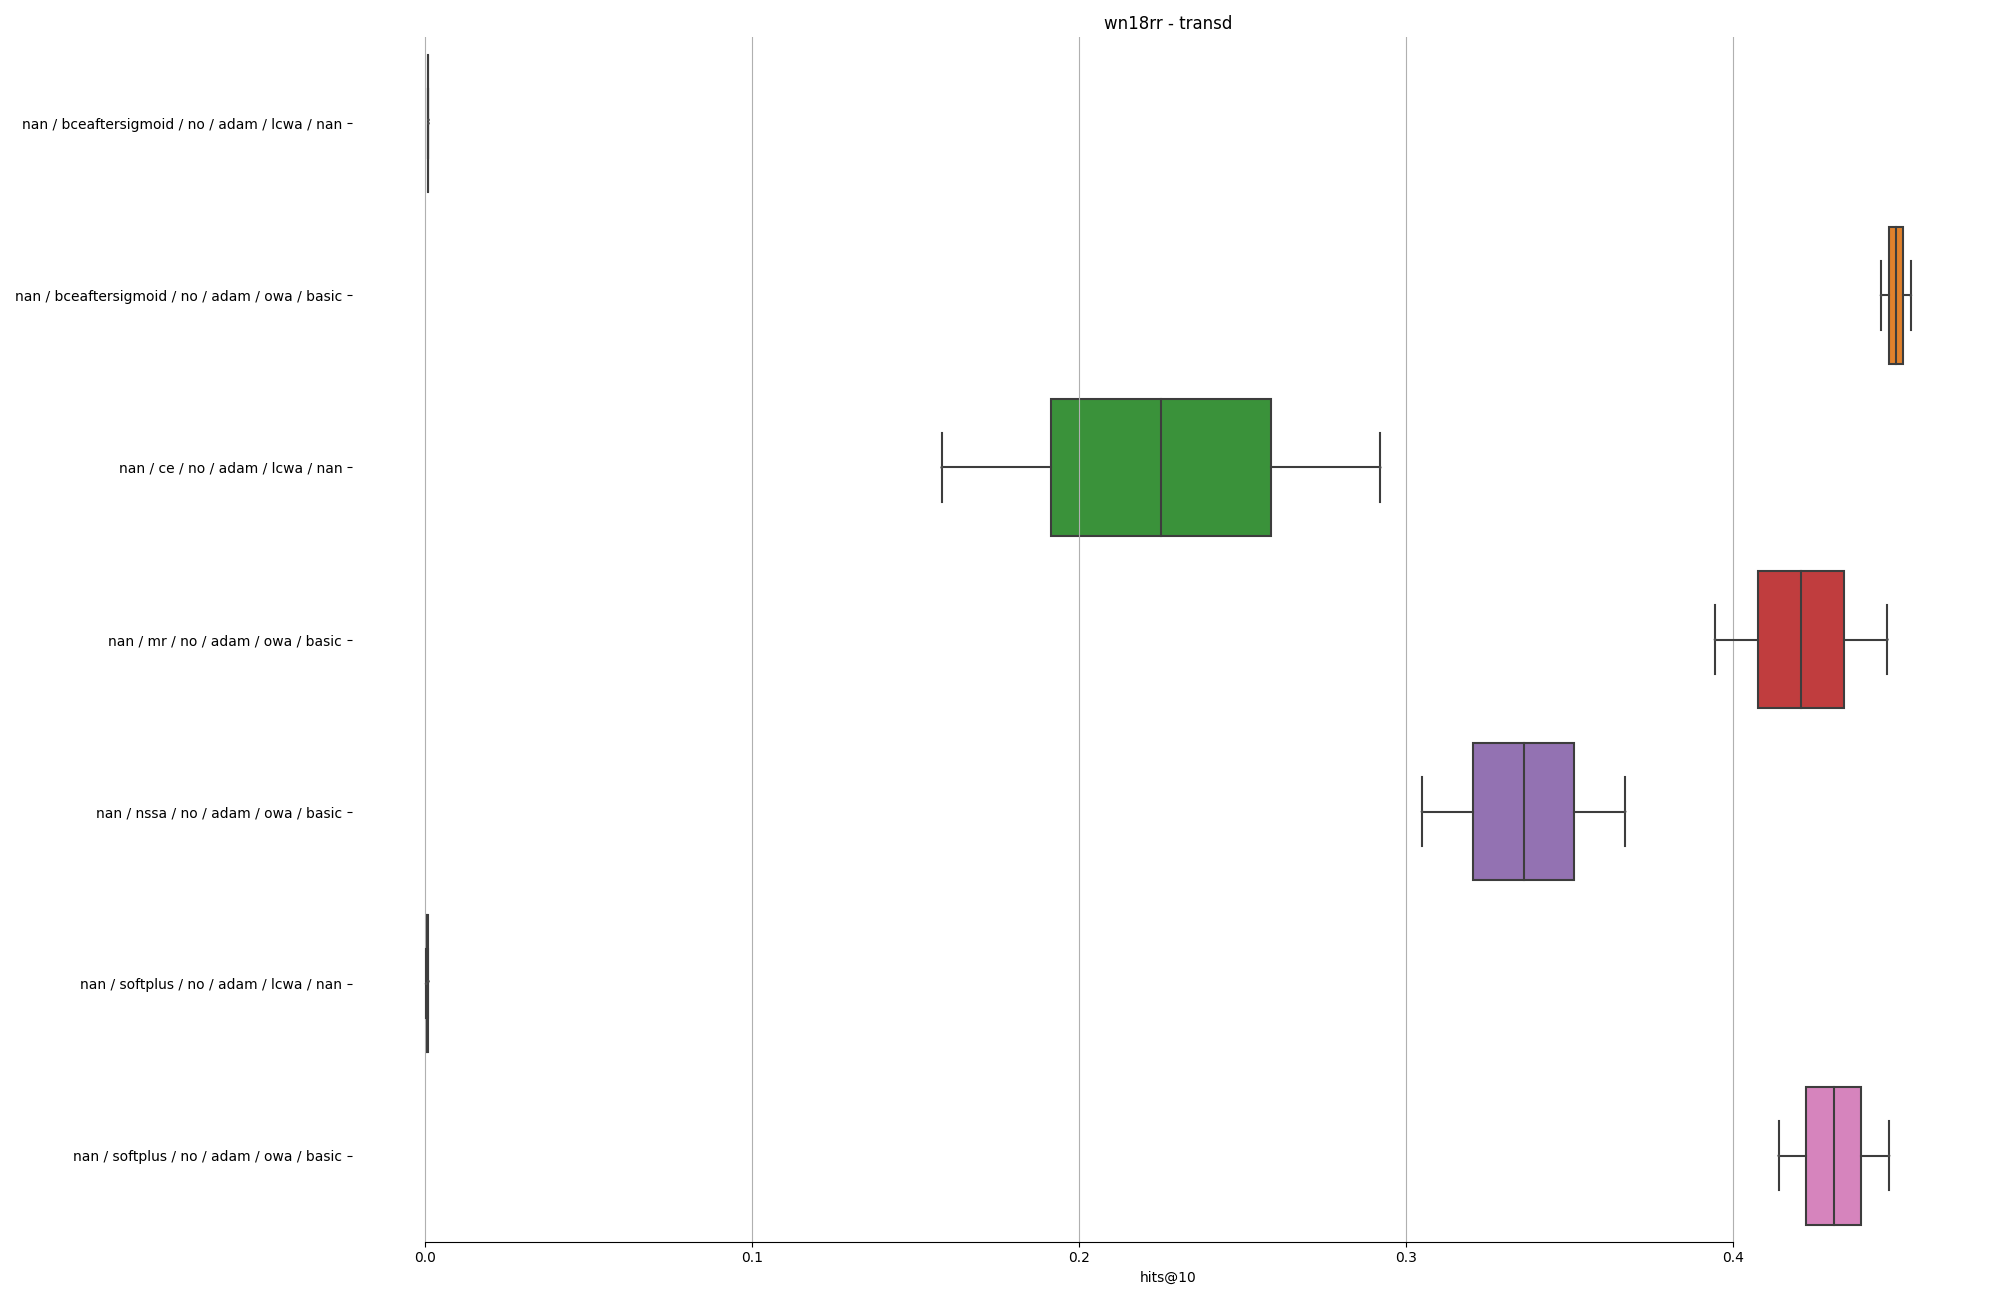 wn18rr - transd
nan / bceaftersigmoid / no / adam / lcwa / nan
nan / bceaftersigmoid / no / adam / owa / basic
nan / ce / no / adam / lcwa / nan
nan / mr / no / adam / owa / basic
nan / nssa / no / adam / owa / basic
nan / softplus / no / adam / lcwa / nan
nan / softplus / no / adam / owa / basic
0.0 0.1 0.2 0.3 0.4
hits@10